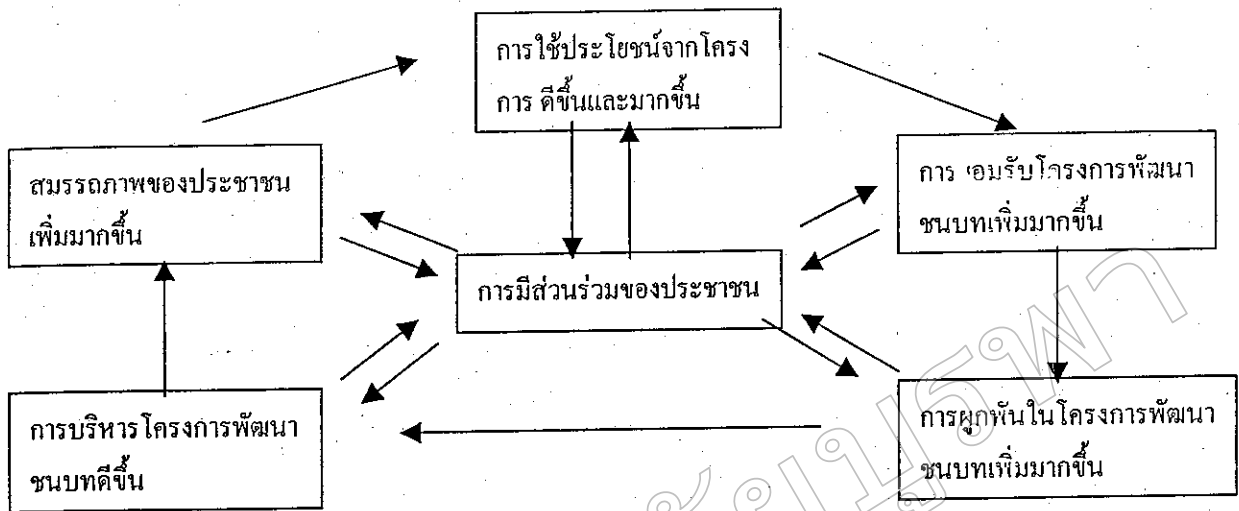 การใช้ประโยชน์จากโครง
การ ดีขึ้นและมากขึ้น
สมรรถภาพของประชาชน
เพิ่มมากขึ้น
การ ยอมรับโครงการพัฒนา
ชนบทเพิ่มมากขึ้น
การมีส่วนร่วมของประชาชน
การบริหารโครงการพัฒนา
ชนบทดีขึ้น
การผูกพันในโครงการพัฒนา
ชนบทเพิ่มมากขึ้น